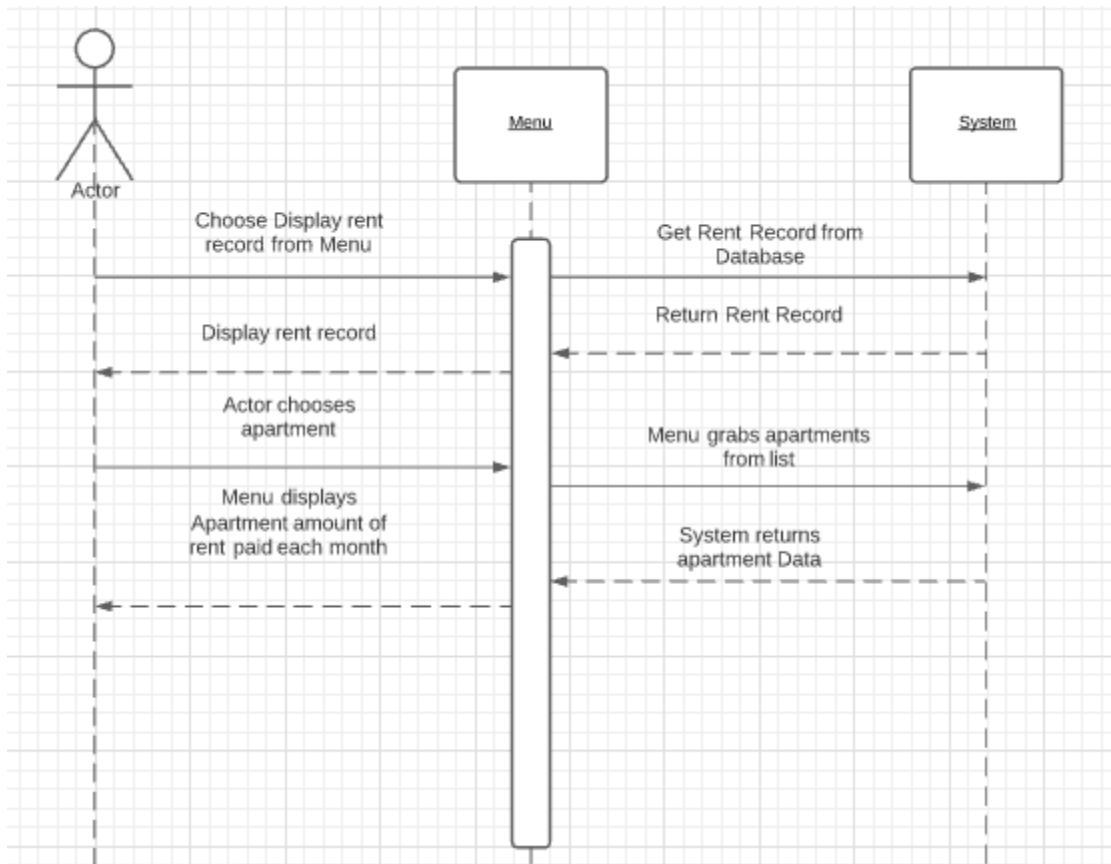 Menu
System
Actor
Choose Display rent
record from Menu
Get Rent Record from
Database
Return Rent Record
Display rent record
Actor chooses
apartment
Menu grabs apartments
from list
Menu displays
Apartment amount of
rent paid each month
System returns
apartment Data